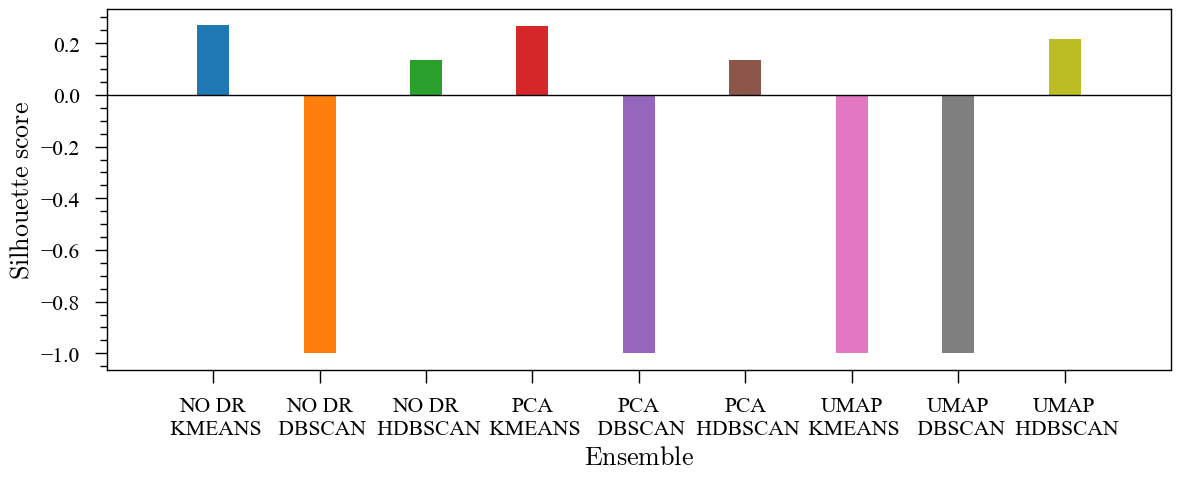 Silhouette score
0.2
0.0
−0.2
−0.4
−0.6
−0.8
−1.0
NO DR NO DR NO DR PCA PCA PCA UMAP UMAP UMAP
KMEANS DBSCAN HDBSCAN KMEANS DBSCAN HDBSCAN KMEANS DBSCAN HDBSCAN
Ensemble